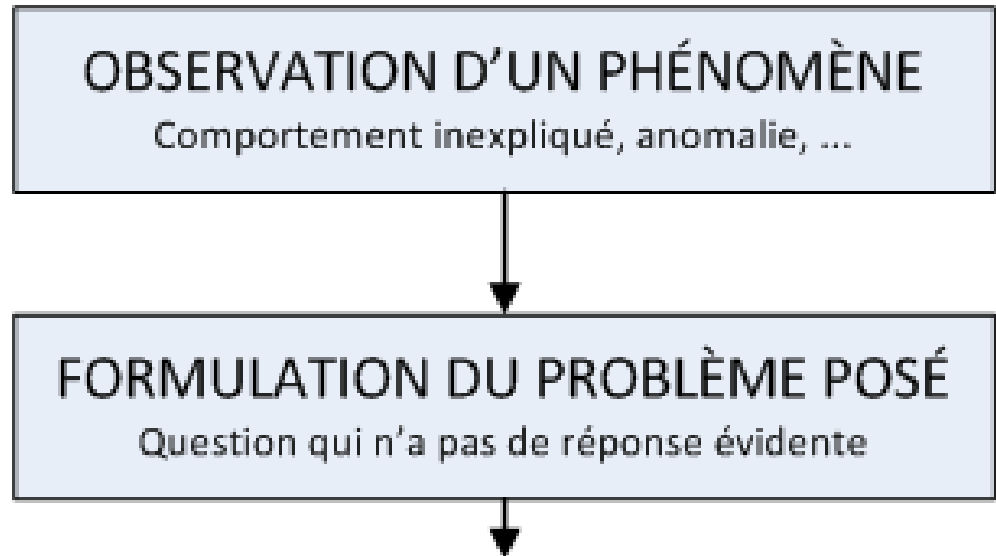 OBSERVATION D’UN PHÉNOMÈNE
Comportement inexpliqué, anomalie, ...
FORMULATION DU PROBLÈME POSÉ
Question qui n’a pas de réponse évidente